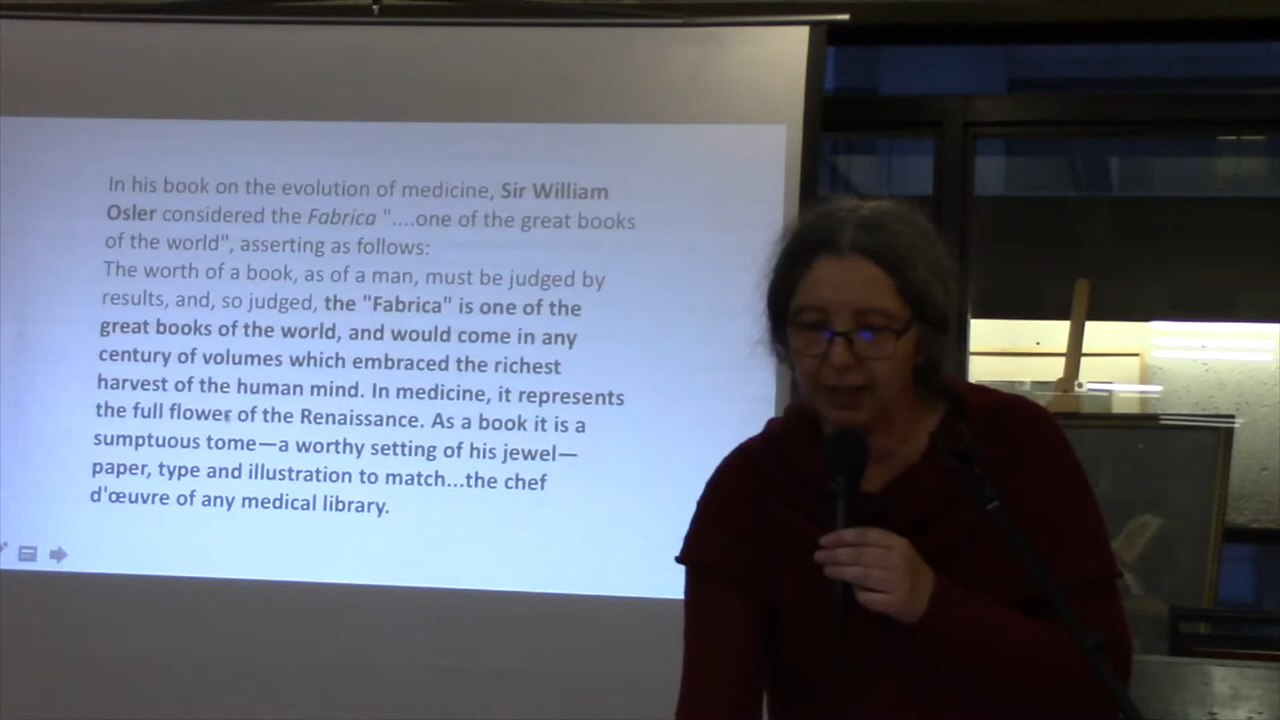 In his book on the evolution of medicine, Sir William
Osler considered the Fabrica "....one of the great books
of the world", asserting as follows:
The worth of a book, as of a man, must be judged by
results, and, so judged, the "Fabrica" is one of the
great books of the world, and would come in any
century of volumes which embraced the richest
harvest of the human mind. In medicine, it represents
the full flower of the Renaissance. As a book it is a
sumptuous tome—a worthy setting of his jewel—
paper, type and illustration to match...the chef
d'œuvre of any medical library.